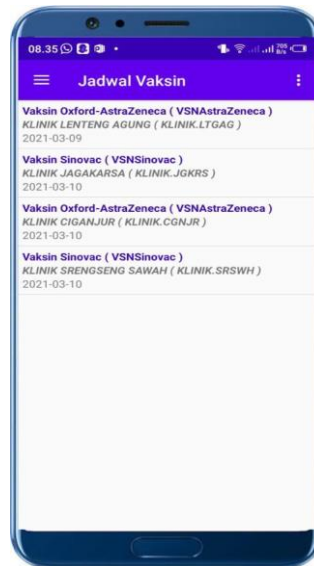 08.35
Jadwal Vaksin
Vaksin Oxford-AstraZeneca ( VSNAstraZeneca )
KLINIK LENTENG AGUNG ( KLINIK.LTGAG )
2021-03-09
Vaksin Sinovac ( VSNSinovac )
KLINIK JAGAKARSA ( KLINIK.JGKRS )
2021-03-10
Vaksin Oxford-AstraZeneca ( VSNAstraZeneca )
KLINIK CIGANJUR ( KLINIK.CGNJR )
2021-03-10
Vaksin Sinovac ( VSNSinovac )
KLINIK SRENGSENG SAWAH ( KLINIK.SRSWH )
2021-03-10